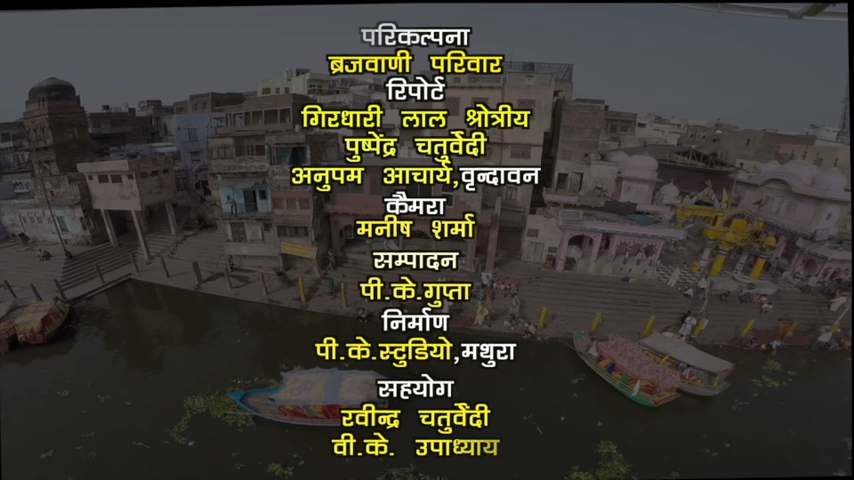 परिकल्पना
ब्रजवाणी परिवार
रिपोर्ट
गिरधारी लाल श्रोत्रीय
पुष्पेंद्र चतुर्वेदी
अनुपम आचार्य,वृन्दावन
कैमरा
मनीष शर्मा
सम्पादन
पी.के.गुप्ता
निर्माण
पी.के.स्टुडियो,मथुरा
सहयोग
रवीन्द्र चतुर्वेदी
वी.के. उपाध्याय